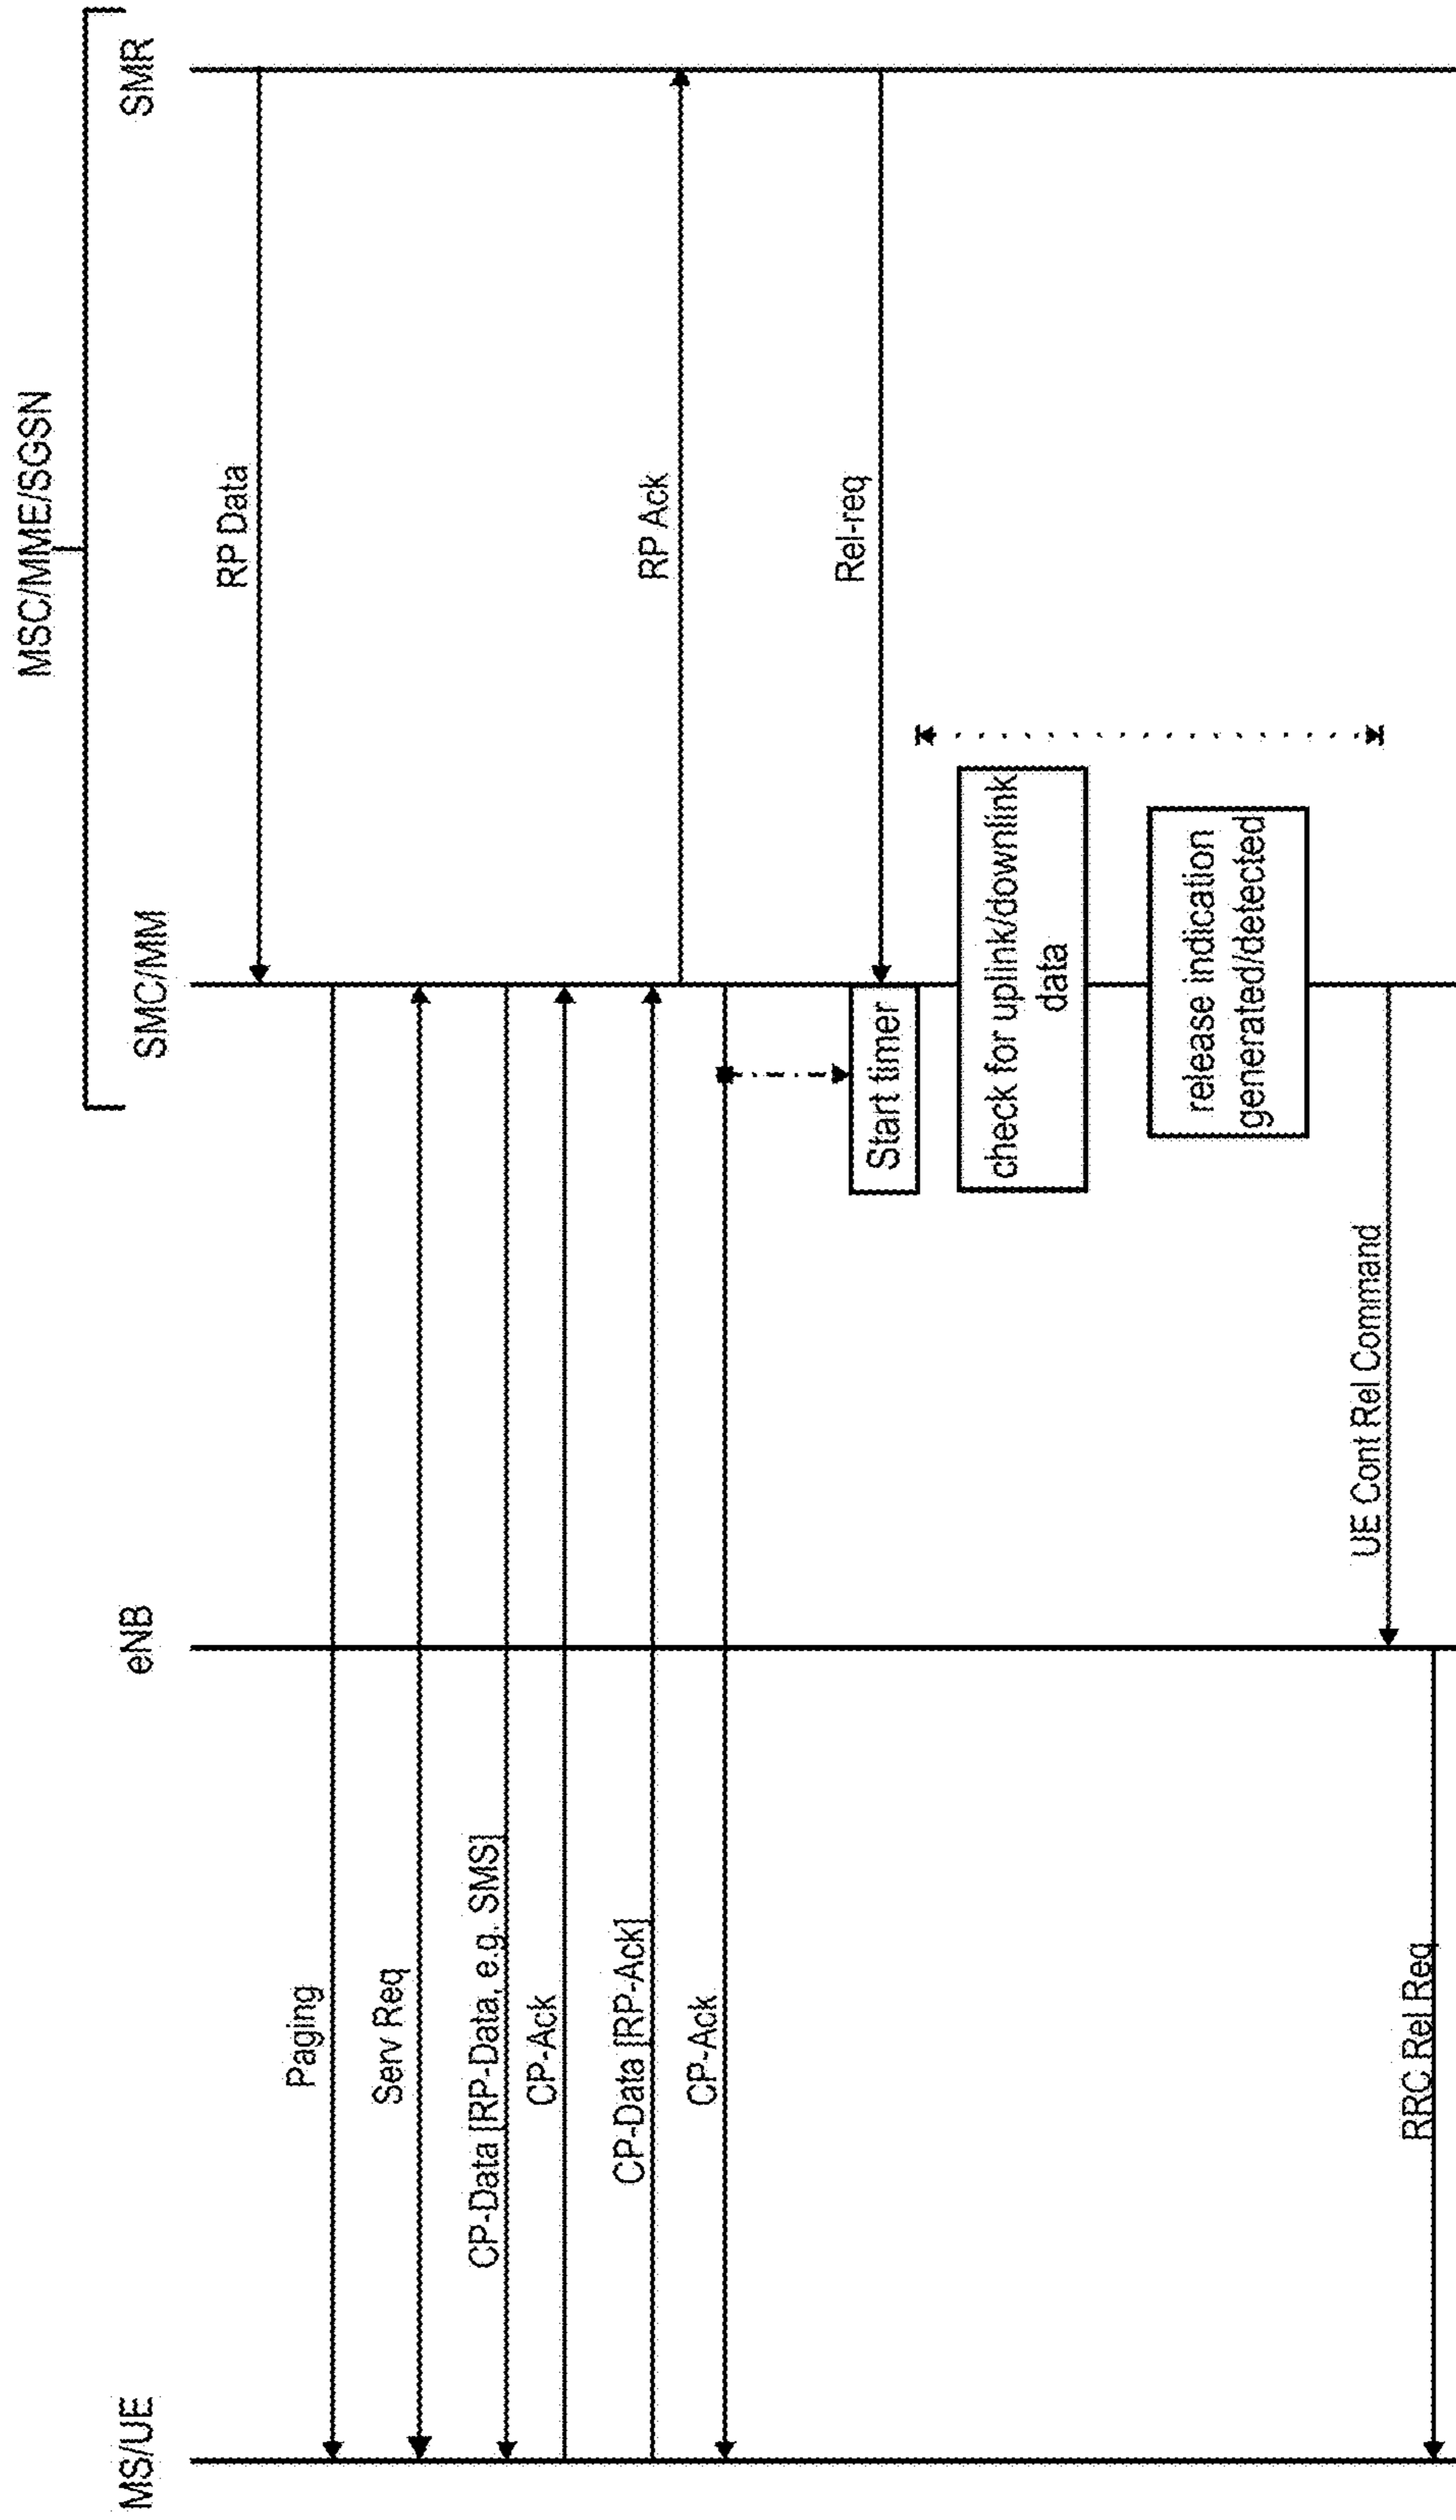 MSC/MME/SGSN
MS/UE
eNB
SMC/MM
SMR
RP Data
Paging
Serv Req
CP-Data [RP-Data, e.g. SMS]
CP-Ack
CP-Data [RP-Ack]
RP Ack
CP-Ack
Rel-req
Start timer
check for uplink/downlink
data
release indication
generated/detected
UE Cont Rel Command
RRC Rel Req